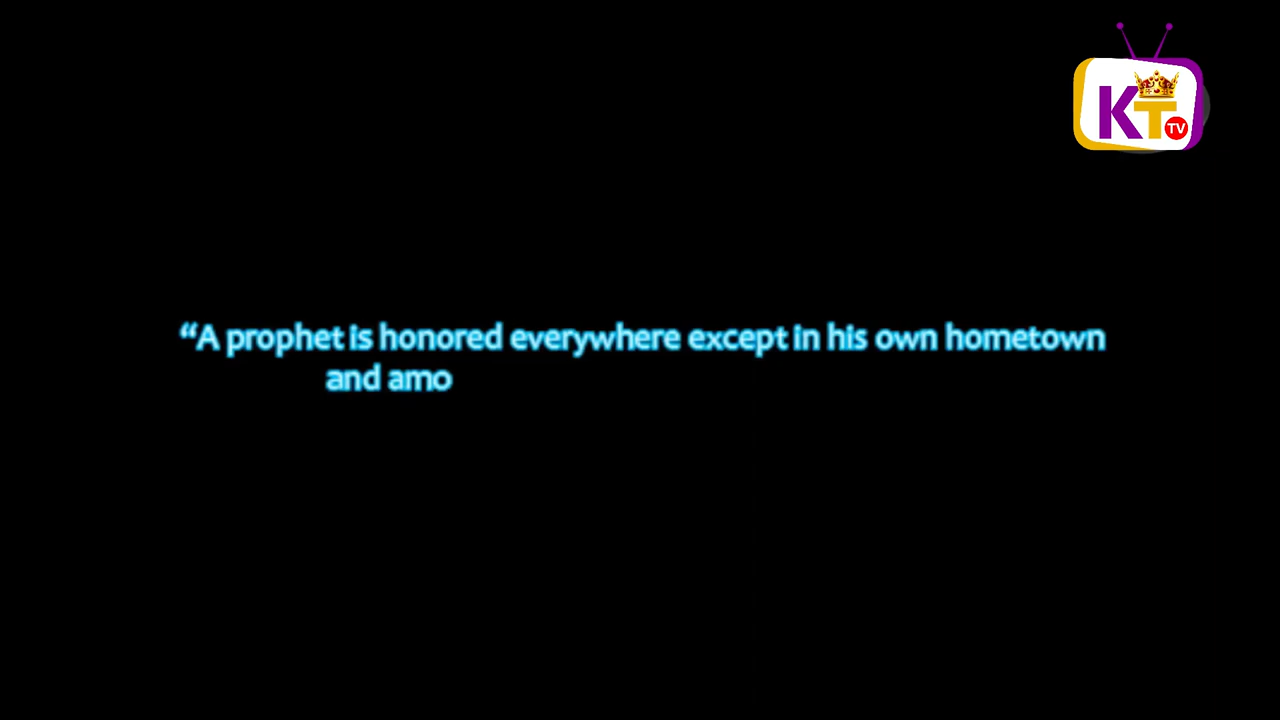 KT
TV
“A prophet is honored everywhere except in his own hometown
and amo